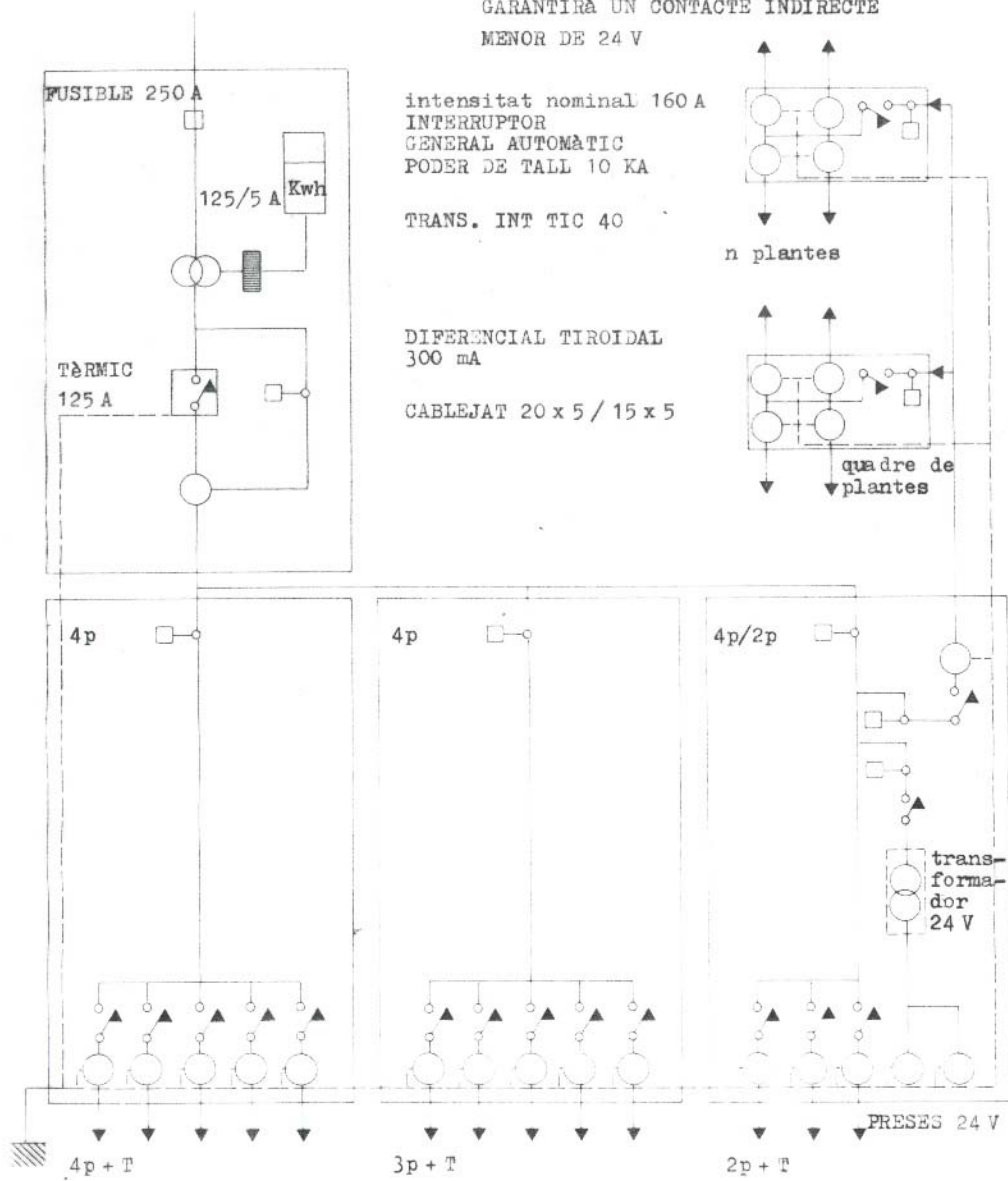 GARANTIRà UN CONTACTE INDIRECTE
MENOR DE 24 V
FUSIBLE 250 A
Kwh
125/5 A
intensitat nominal 160 A
INTERRUPTOR
GENERAL AUTOMàTIC
PODER DE TALL 10 KA
TRANS. INT TIC 40
n plantes
TèRMIC
125 A
DIFERENCIAL TIROIDAL
300 mA
CABLEJAT 20 x 5 / 15 x 5
quadre de
plantes
4p
4p
4p/2p
trans-
forma-
dor
24 V
PRESES 24 V
4p + T
3p + T
2p + T